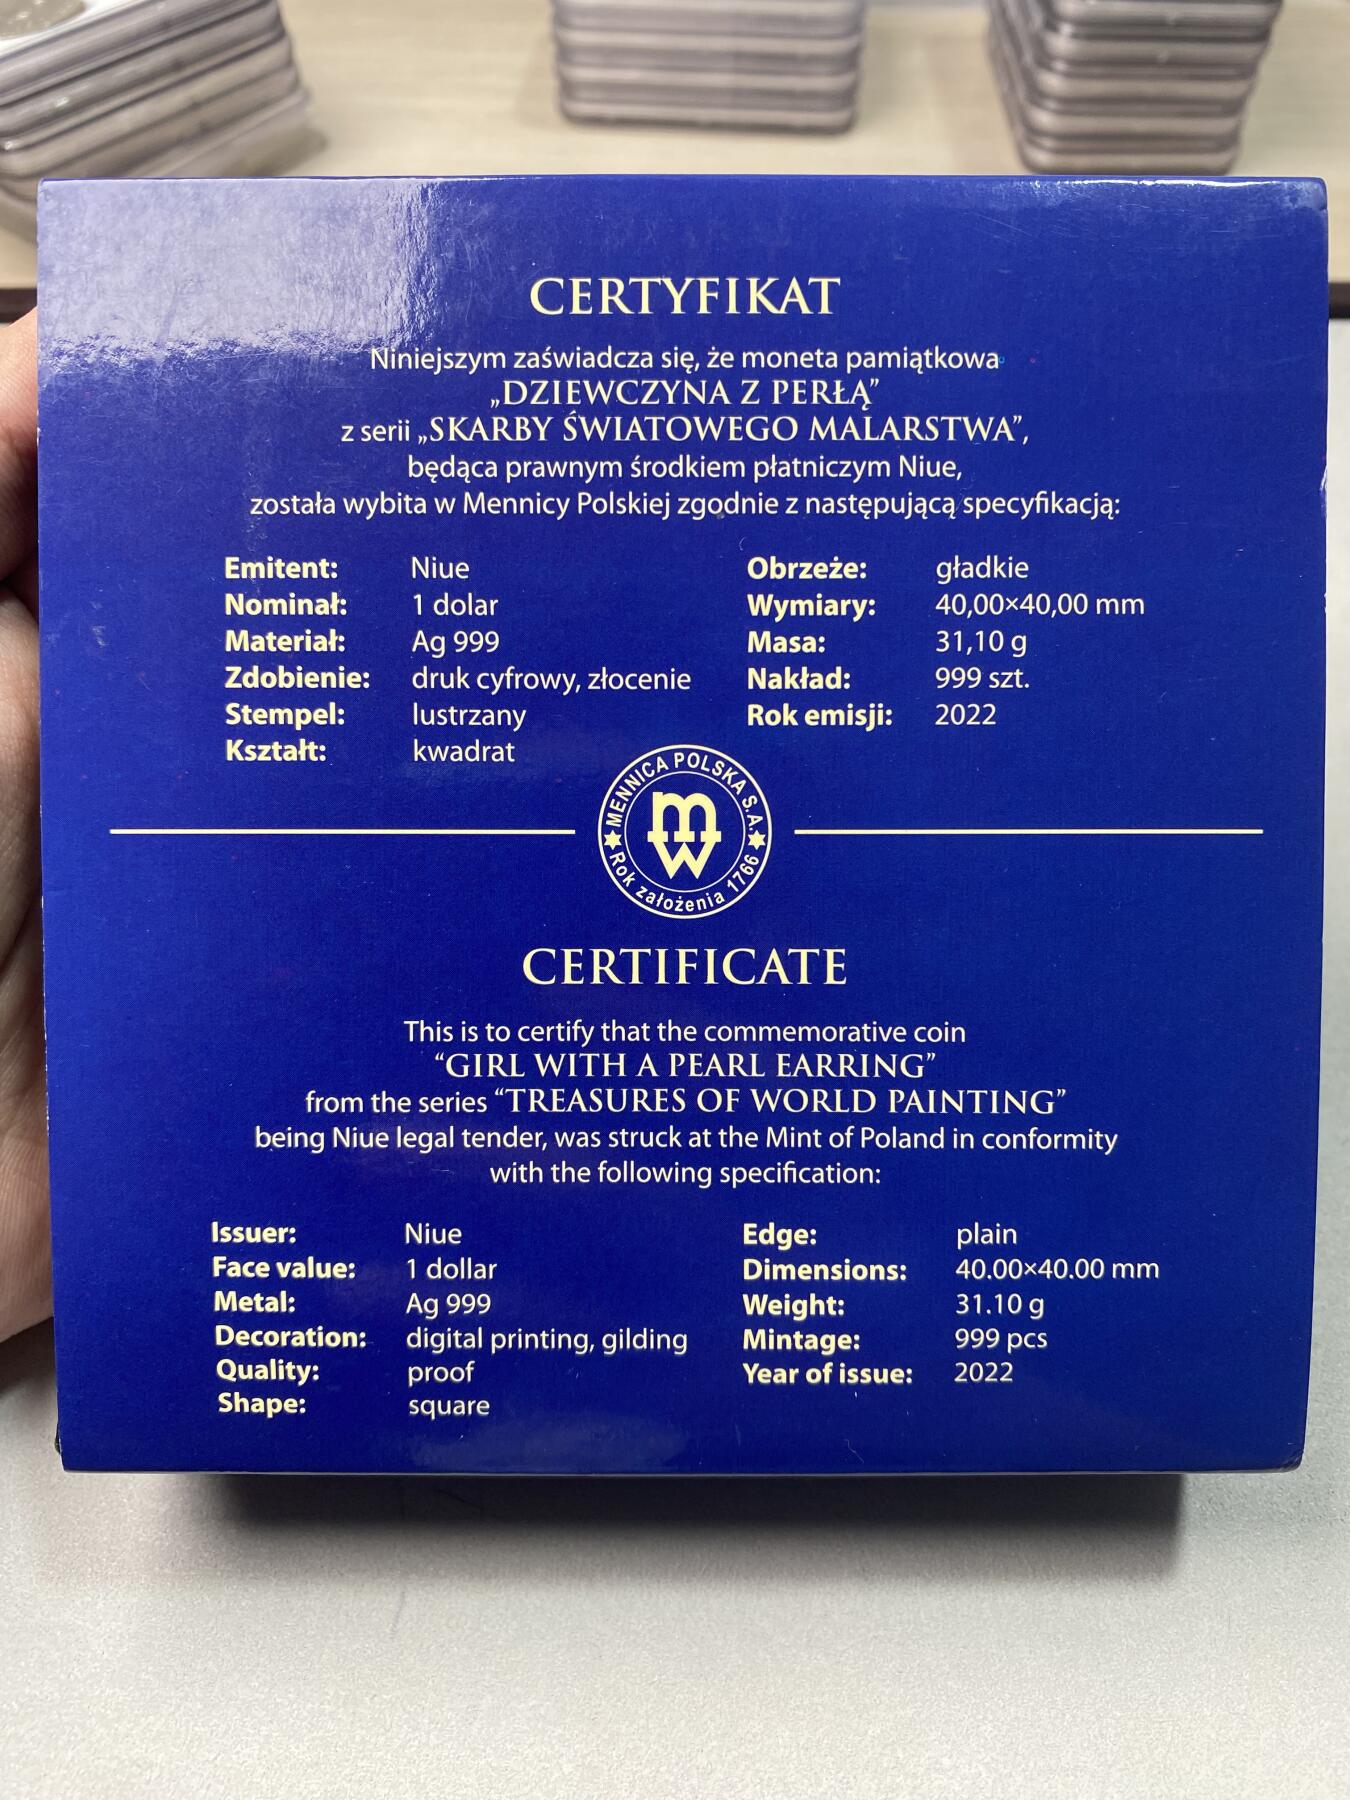 CERTYFIKAT
Niniejszym zaświadcza się, że moneta pamiątkowa
„DZIEWCZYNA Z PERŁĄ”
z serii „SKARBY ŚWIATOWEGO MALARSTWA”,
będąca prawnym środkiem płatniczym Niue,
została wybita w Mennicy Polskiej zgodnie z następującą specyfikacją:
Emitent: Niue
Nominał: 1 dolar
Materiał: Ag 999
Zdobienie: druk cyfrowy, złocenie
Stempel: lustrzany
Kształt: kwadrat
Obrzeże: gładkie
Wymiary: 40,00×40,00 mm
Masa: 31,10 g
Nakład: 999 szt.
Rok emisji: 2022
MENNICA POLSKA S.A.
mw
Rok założenia 1766
CERTIFICATE
This is to certify that the commemorative coin
“GIRL WITH A PEARL EARRING”
from the series “TREASURES OF WORLD PAINTING”
being Niue legal tender, was struck at the Mint of Poland in conformity
with the following specification:
Issuer: Niue
Face value: 1 dollar
Metal: Ag 999
Decoration: digital printing, gilding
Quality: proof
Shape: square
Edge: plain
Dimensions: 40.00×40.00 mm
Weight: 31.10 g
Mintage: 999 pcs
Year of issue: 2022